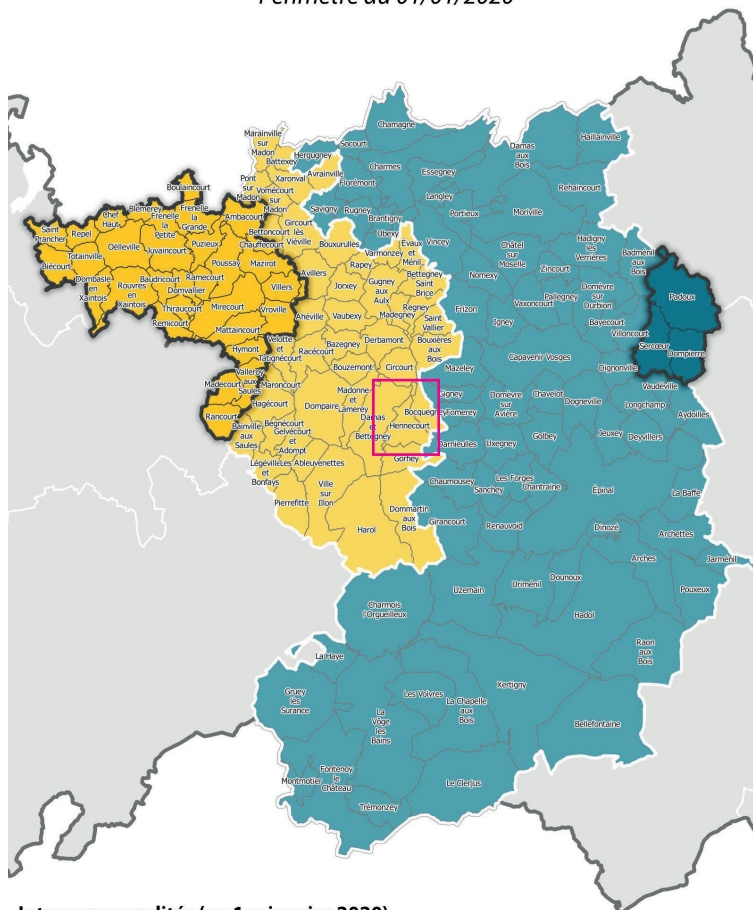 Périmètre au 01/01/2020
Chamagne
Marainville
sur
Madon
Socourt
Damas
aux
Bois
Haillainville
Hergugney
Battexey
Charmes
Avrainville
Xaronval
Essegney
Boulaincourt
Pont
sur
Madon
Florémont
Rehaincourt
Vomécourt
sur
Madon
Langley
Blémerey
Frenelle
la
Grande
Savigny
Rugney
Portieux
Moriville
Chef
Haut
Frenelle
la
Petite
Ambacourt
Gircourt
lès
Viéville
Brantigny
Saint
Prancher
Repel
Bettoncourt
Ubexy
Oëlleville
Puzieux
Chauffecourt
Bouxurulles
Évaux
et
Ménil
Vincey
Hadigny
les
Verrières
Juvaincourt
Varmonzey
Châtel
sur
Moselle
Badménil
aux
Bois
Totainville
Poussay
Mazirot
Rapey
Biécourt
Avillers
Bettegney
Saint
Brice
Zincourt
Baudricourt
Ramecourt
Gugney
aux
Aulx
Nomexy
Dombasle
en
Xaintois
Rouvres
en
Xaintois
Domvallier
Villers
Jorxey
Domèvre
sur
Durbion
Padoux
Pallegney
Thiraucourt
Mirecourt
Vroville
Regney
Vaxoncourt
Remicourt
Ahéville
Vaubexy
Madegney
Saint
Vallier
Frizon
Mattaincourt
Igney
Bayecourt
Villoncourt
Velotte
et
Tatignécourt
Derbamont
Bouxières
aux
Bois
Sercœur
Hymont
Racécourt
Bazegney
Dompierre
Capavenir Vosges
Valleroy
aux
Saules
Bouzemont
Circourt
Mazeley
Dignonville
Madecourt
Maroncourt
Vaudéville
Madonne
et
Lamerey
Gigney
Domèvre
sur
Avière
Chavelot
Rancourt
Hagécourt
Dompaire
Dogneville
Longchamp
Bocquegney
Fomerey
Aydoilles
Bainville
aux
Saules
Bégnécourt
Damas
et
Bettegney
Hennecourt
Gelvécourt
et
Adompt
Darnieulles
Uxegney
Golbey
Jeuxey
Deyvillers
Légéville
et
Bonfays
Les Ableuvenettes
Gorhey
Chaumousey
Les Forges
Pierrefitte
Ville
sur
Illon
Sanchey
Chantraine
Épinal
La Baffe
Dommartin
aux
Bois
Girancourt
Renauvoid
Dinozé
Archettes
Harol
Arches
Jarménil
Dounoux
Uriménil
Uzemain
Pouxeux
Charmois
l'Orgueilleux
Hadol
Raon
aux
Bois
La Haye
Xertigny
Gruey
lès
Surance
Les Voivres
La Chapelle
aux
Bois
La
Vôge
les
Bains
Bellefontaine
Fontenoy
le
Château
Montmotier
Le Clerjus
Trémonzey